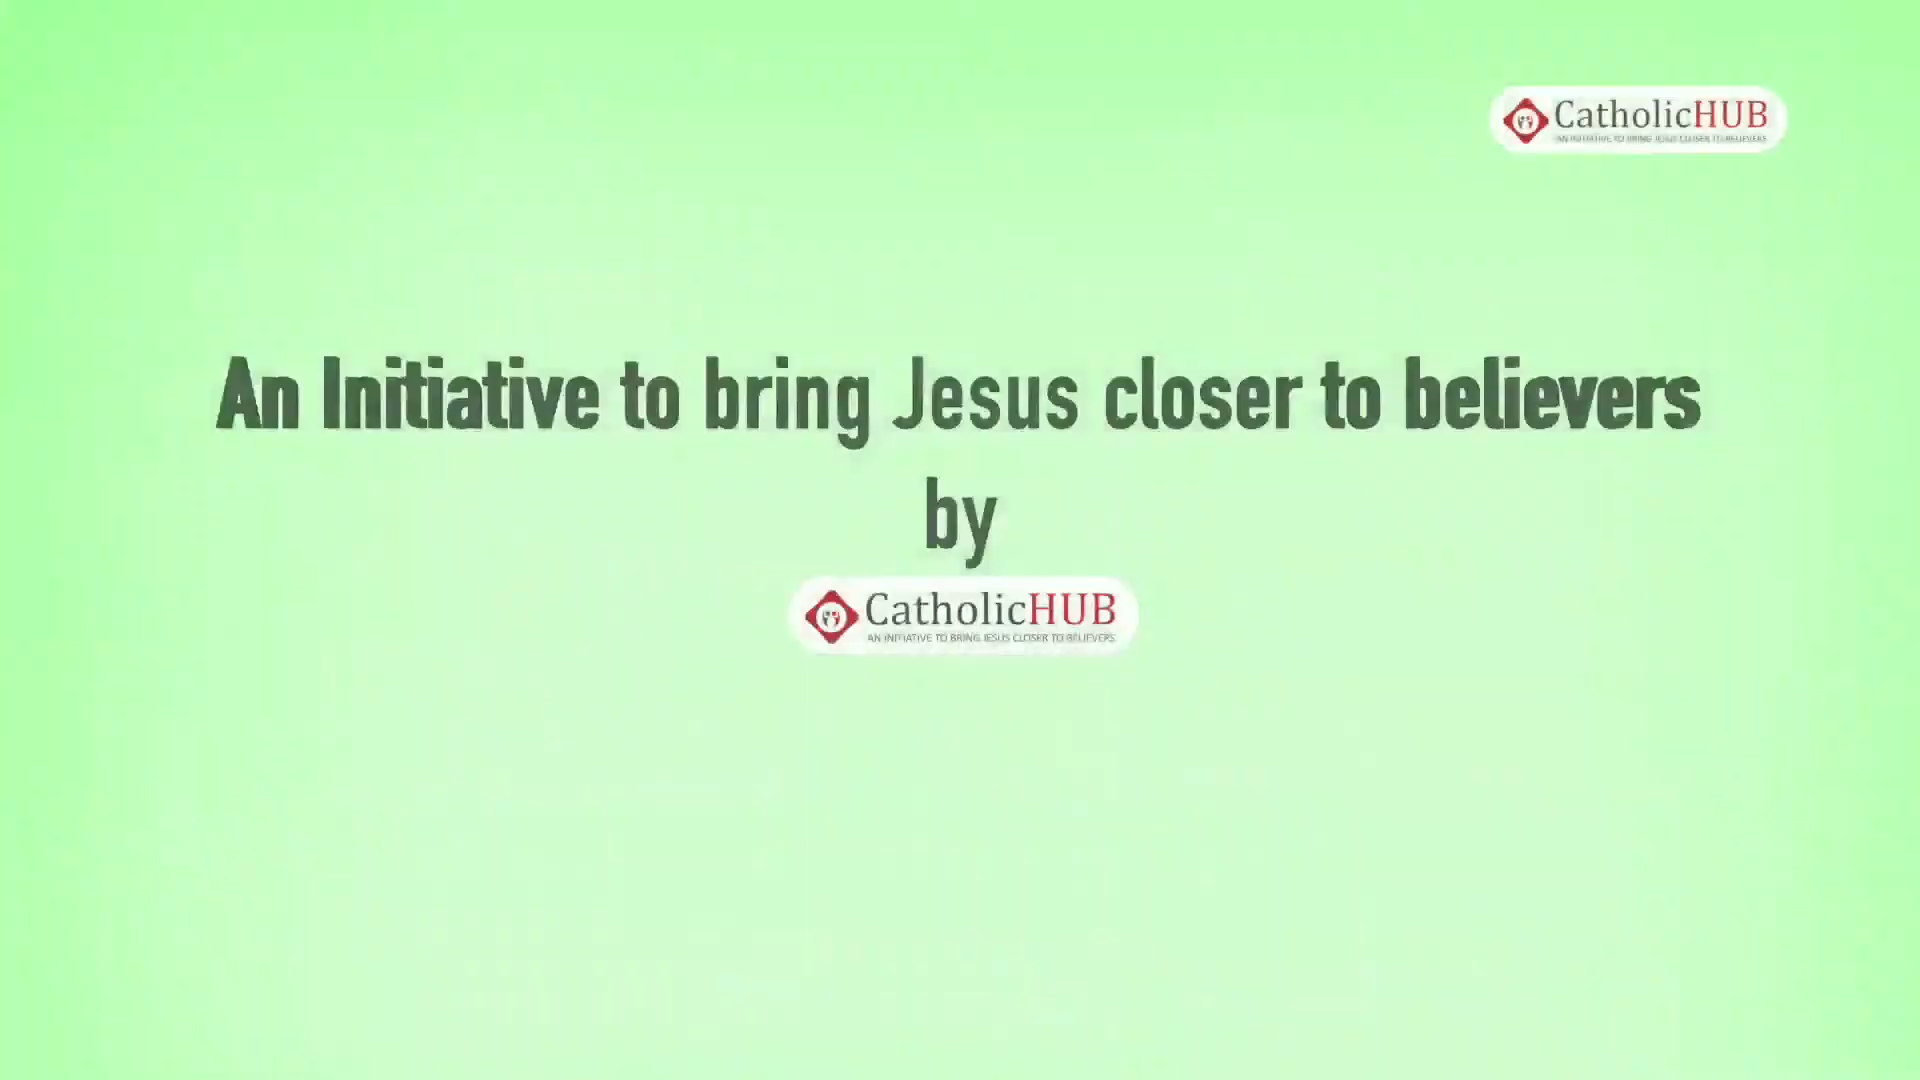 CatholicHUB
AN INITIATIVE TO BRING JESUS CLOSER TO BELIEVERS
An Initiative to bring Jesus closer to believers
by
CatholicHUB
AN INITIATIVE TO BRING JESUS CLOSER TO BELIEVERS